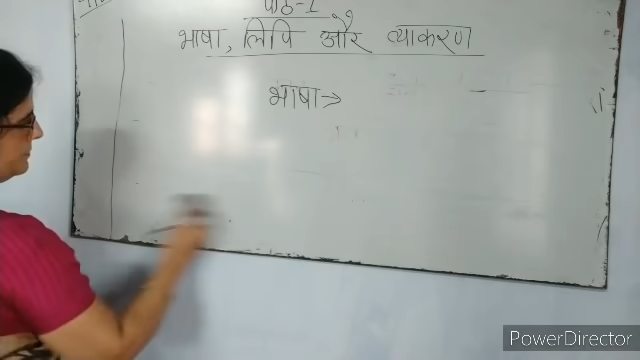 पाठ-1
भाषा, लिपि और व्याकरण
भाषा→
PowerDirector